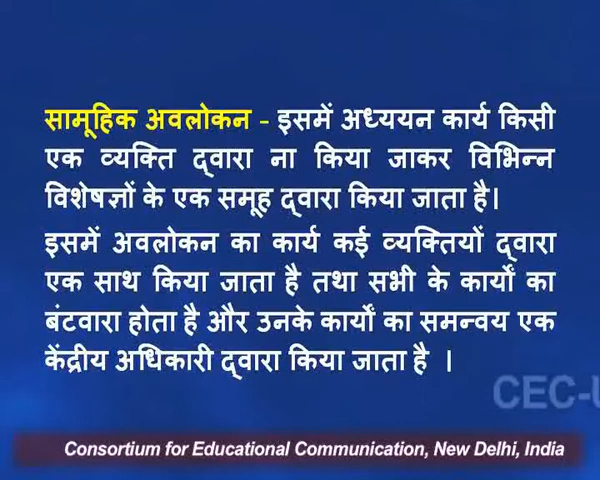 सामूहिक अवलोकन - इसमें अध्ययन कार्य किसी
एक व्यक्ति द्वारा ना किया जाकर विभिन्न
विशेषज्ञों के एक समूह द्वारा किया जाता है।
इसमें अवलोकन का कार्य कई व्यक्तियों द्वारा
एक साथ किया जाता है तथा सभी के कार्यों का
बंटवारा होता है और उनके कार्यों का समन्वय एक
केंद्रीय अधिकारी द्वारा किया जाता है ।
CEC-U
Consortium for Educational Communication, New Delhi, India